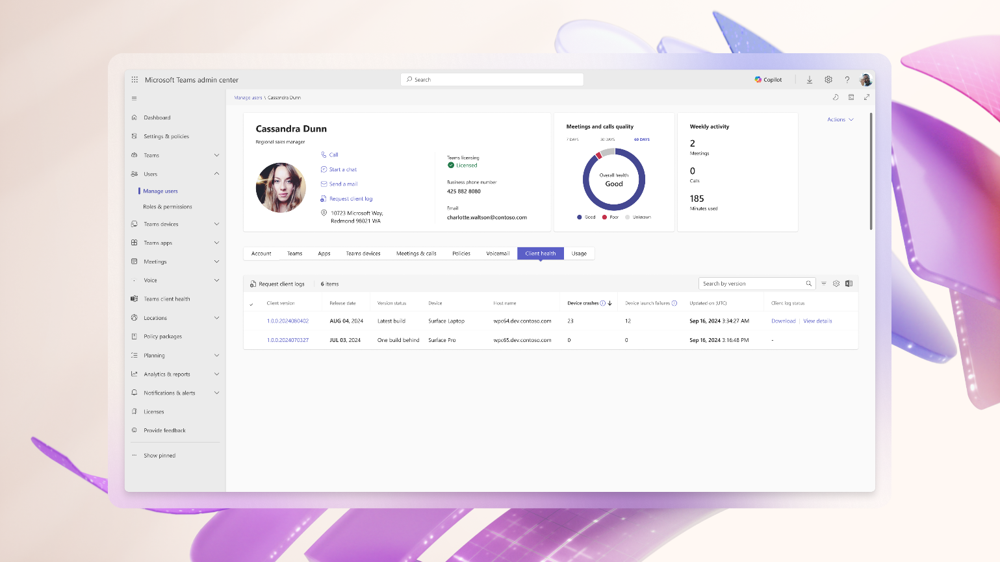 Microsoft Teams admin center
Search
Copilot
Manage users \ Cassandra Dunn
Dashboard
Settings & policies
Teams
Users
Manage users
Roles & permissions
Teams devices
Teams apps
Meetings
Voice
Teams client health
Locations
Policy packages
Planning
Analytics & reports
Notifications & alerts
Licenses
Provide feedback
Show pinned
Cassandra Dunn
Regional sales manager
Call
Start a chat
Send a mail
Request client log
10723 Microsoft Way,
Redmond 98021 WA
Teams licensing
Licensed
Business phone number
425 882 8080
Email
charlotte.waltson@contoso.com
Meetings and calls quality
7 DAYS 30 DAYS 60 DAYS
Overall health
Good
Good Poor Unknown
Weekly activity
2
Meetings
0
Calls
185
Minutes used
Actions
Account Teams Apps Teams devices Meetings & calls Policies Voicemail Client health Usage
Request client logs 6 items Search by version
Client version Release date Version status Device Host name Device crashes Device launch failures Updated on (UTC) Client log status
1.0.0.2024080402 AUG 04, 2024 Latest build Surface Laptop wpc64.dev.contoso.com 23 12 Sep 16, 2024 3:34:27 AM Download | View details
1.0.0.2024070327 JUL 03, 2024 One build behind Surface Pro wpc65.dev.contoso.com 0 0 Sep 16, 2024 3:16:48 PM -